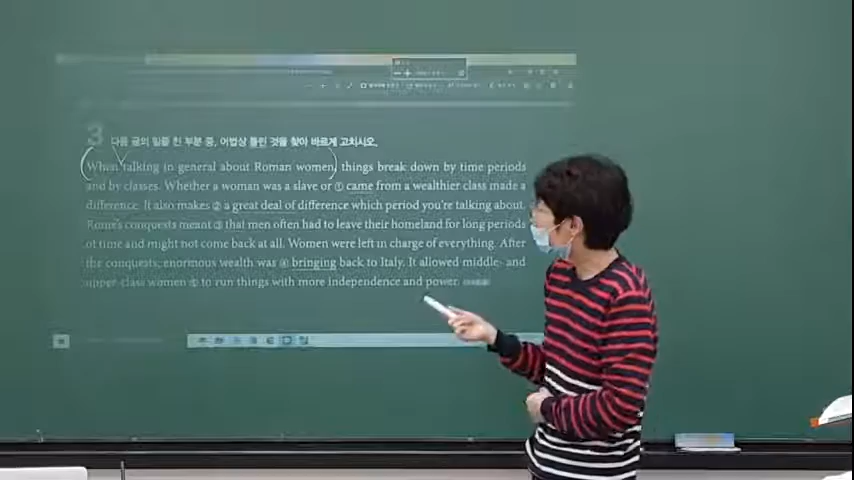 3 다음 글의 밑줄 친 부분 중, 어법상 틀린 것을 찾아 바르게 고치시오.
When talking in general about Roman women, things break down by time periods
and by classes. Whether a woman was a slave or ① came from a wealthier class made a
difference. It also makes ② a great deal of difference which period you're talking about.
Rome's conquests meant ③ that men often had to leave their homeland for long periods
of time and might not come back at all. Women were left in charge of everything. After
the conquests, enormous wealth was ④ bringing back to Italy. It allowed middle- and
upper-class women ⑤ to run things with more independence and power.